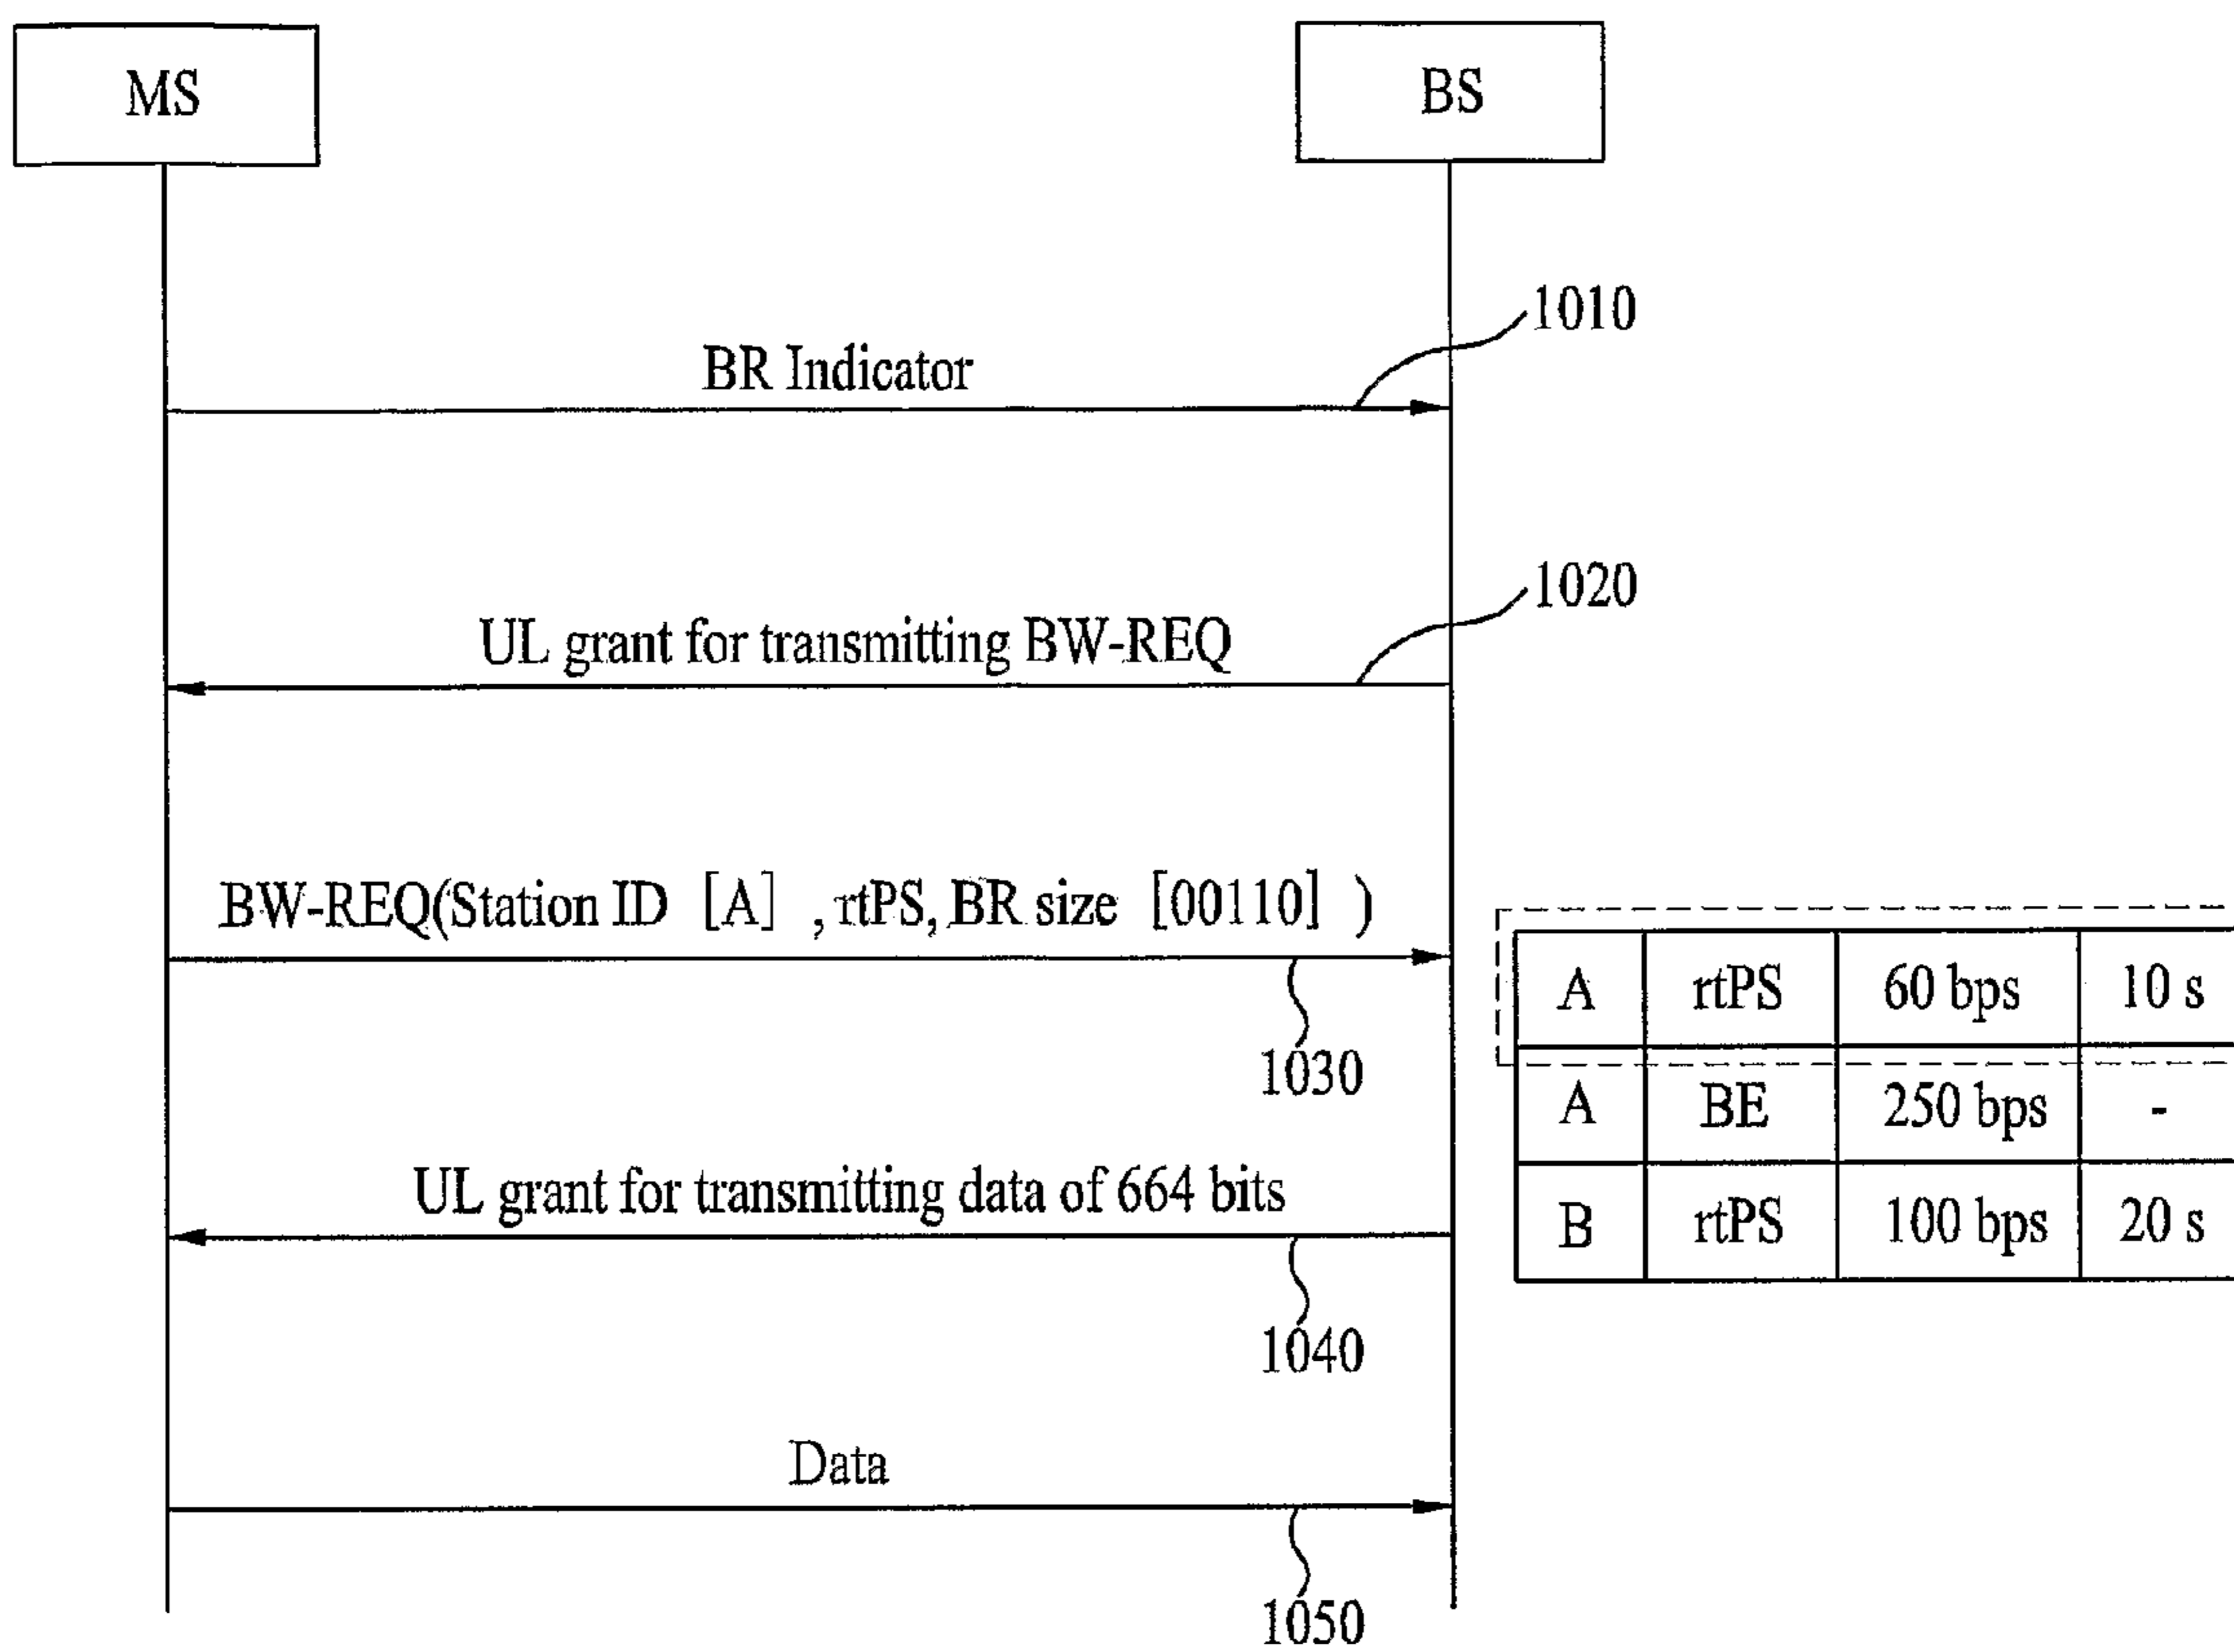 MS
BS
1010
BR Indicator
1020
UL grant for transmitting BW-REQ
BW-REQ(Station ID [A] , rtPS, BR size [00110] )
1030
A rtPS 60 bps 10 s
A BE 250 bps -
B rtPS 100 bps 20 s
UL grant for transmitting data of 664 bits
1040
Data
1050